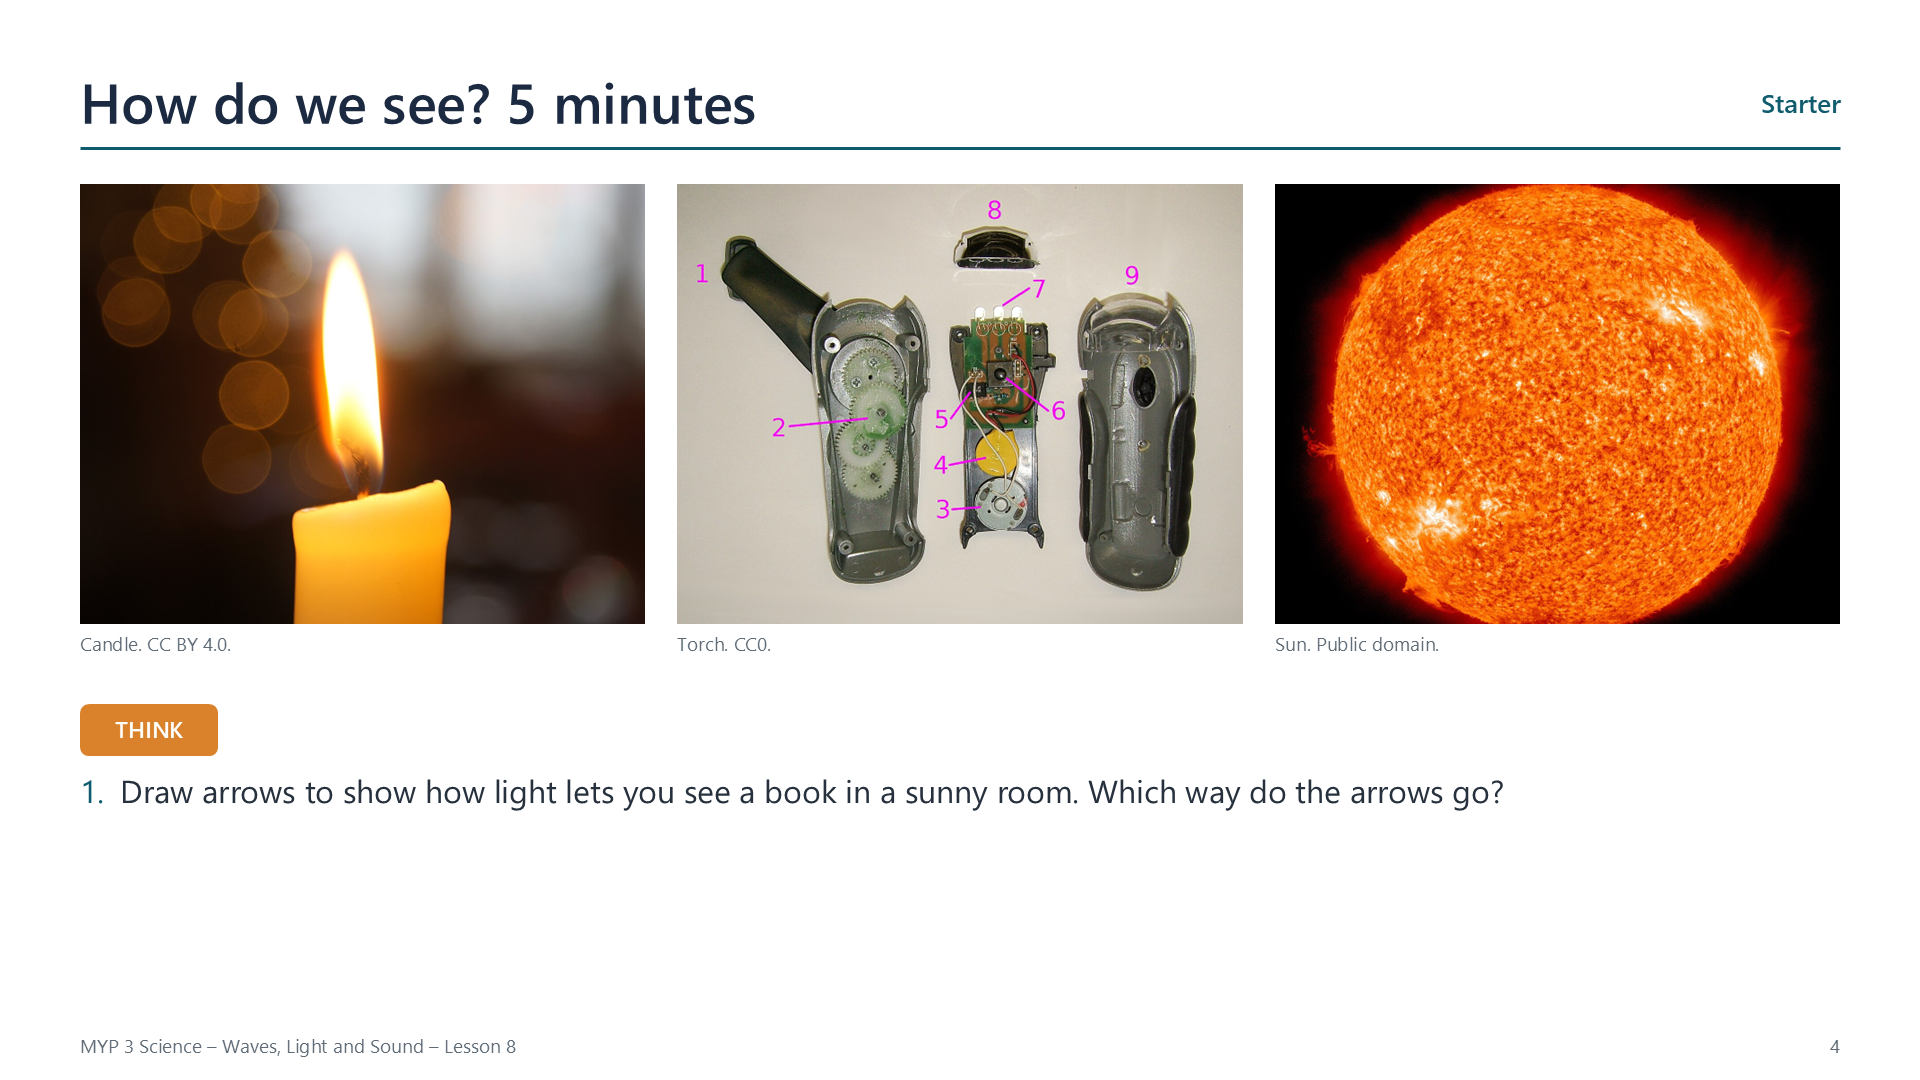 How do we see? 5 minutes
Starter
8
1
7
9
2
5
6
4
3
Candle. CC BY 4.0.
Torch. CC0.
Sun. Public domain.
THINK
1. Draw arrows to show how light lets you see a book in a sunny room. Which way do the arrows go?
MYP 3 Science – Waves, Light and Sound – Lesson 8
4